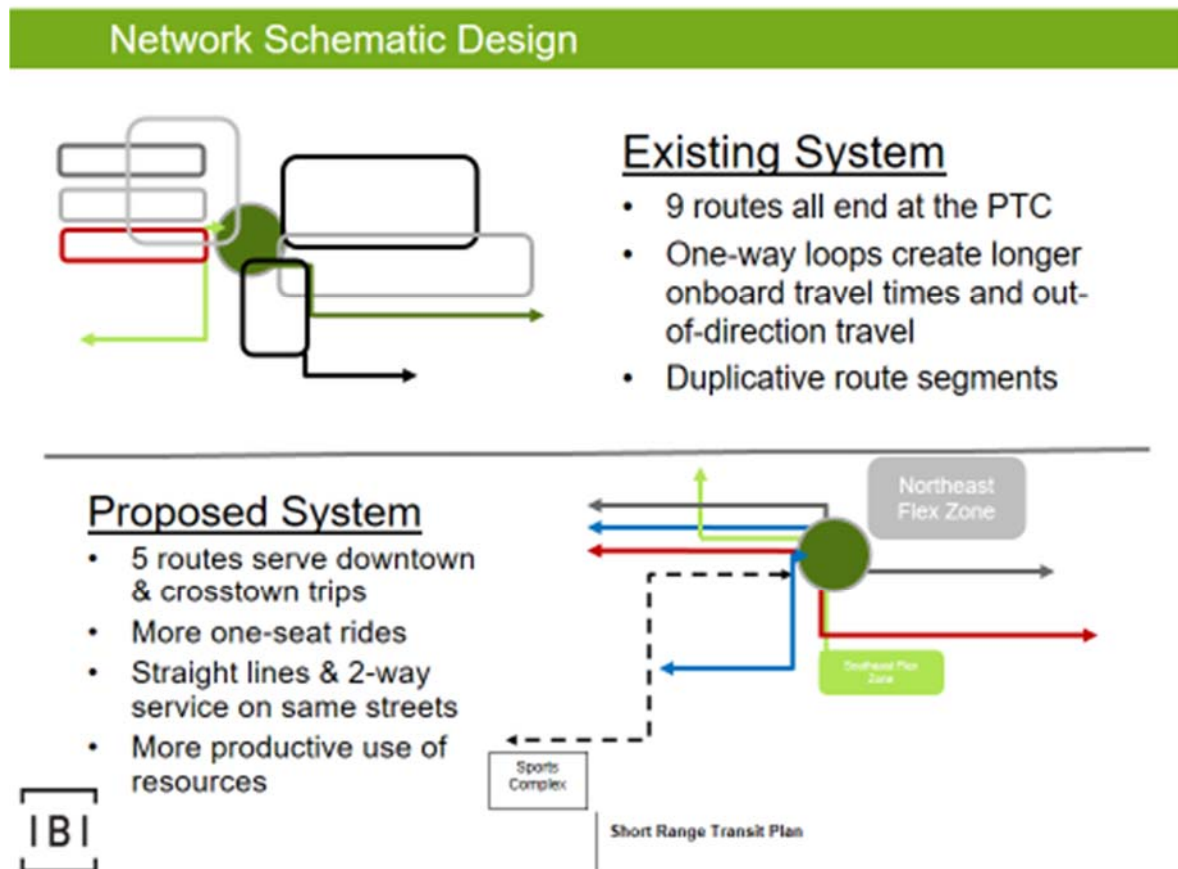 Network Schematic Design
Existing System
• 9 routes all end at the PTC
• One-way loops create longer
onboard travel times and out-
of-direction travel
• Duplicative route segments
Proposed System
• 5 routes serve downtown
& crosstown trips
• More one-seat rides
• Straight lines & 2-way
service on same streets
• More productive use of
resources
Northeast
Flex Zone
Southeast Flex
Zone
Sports
Complex
IBI
Short Range Transit Plan